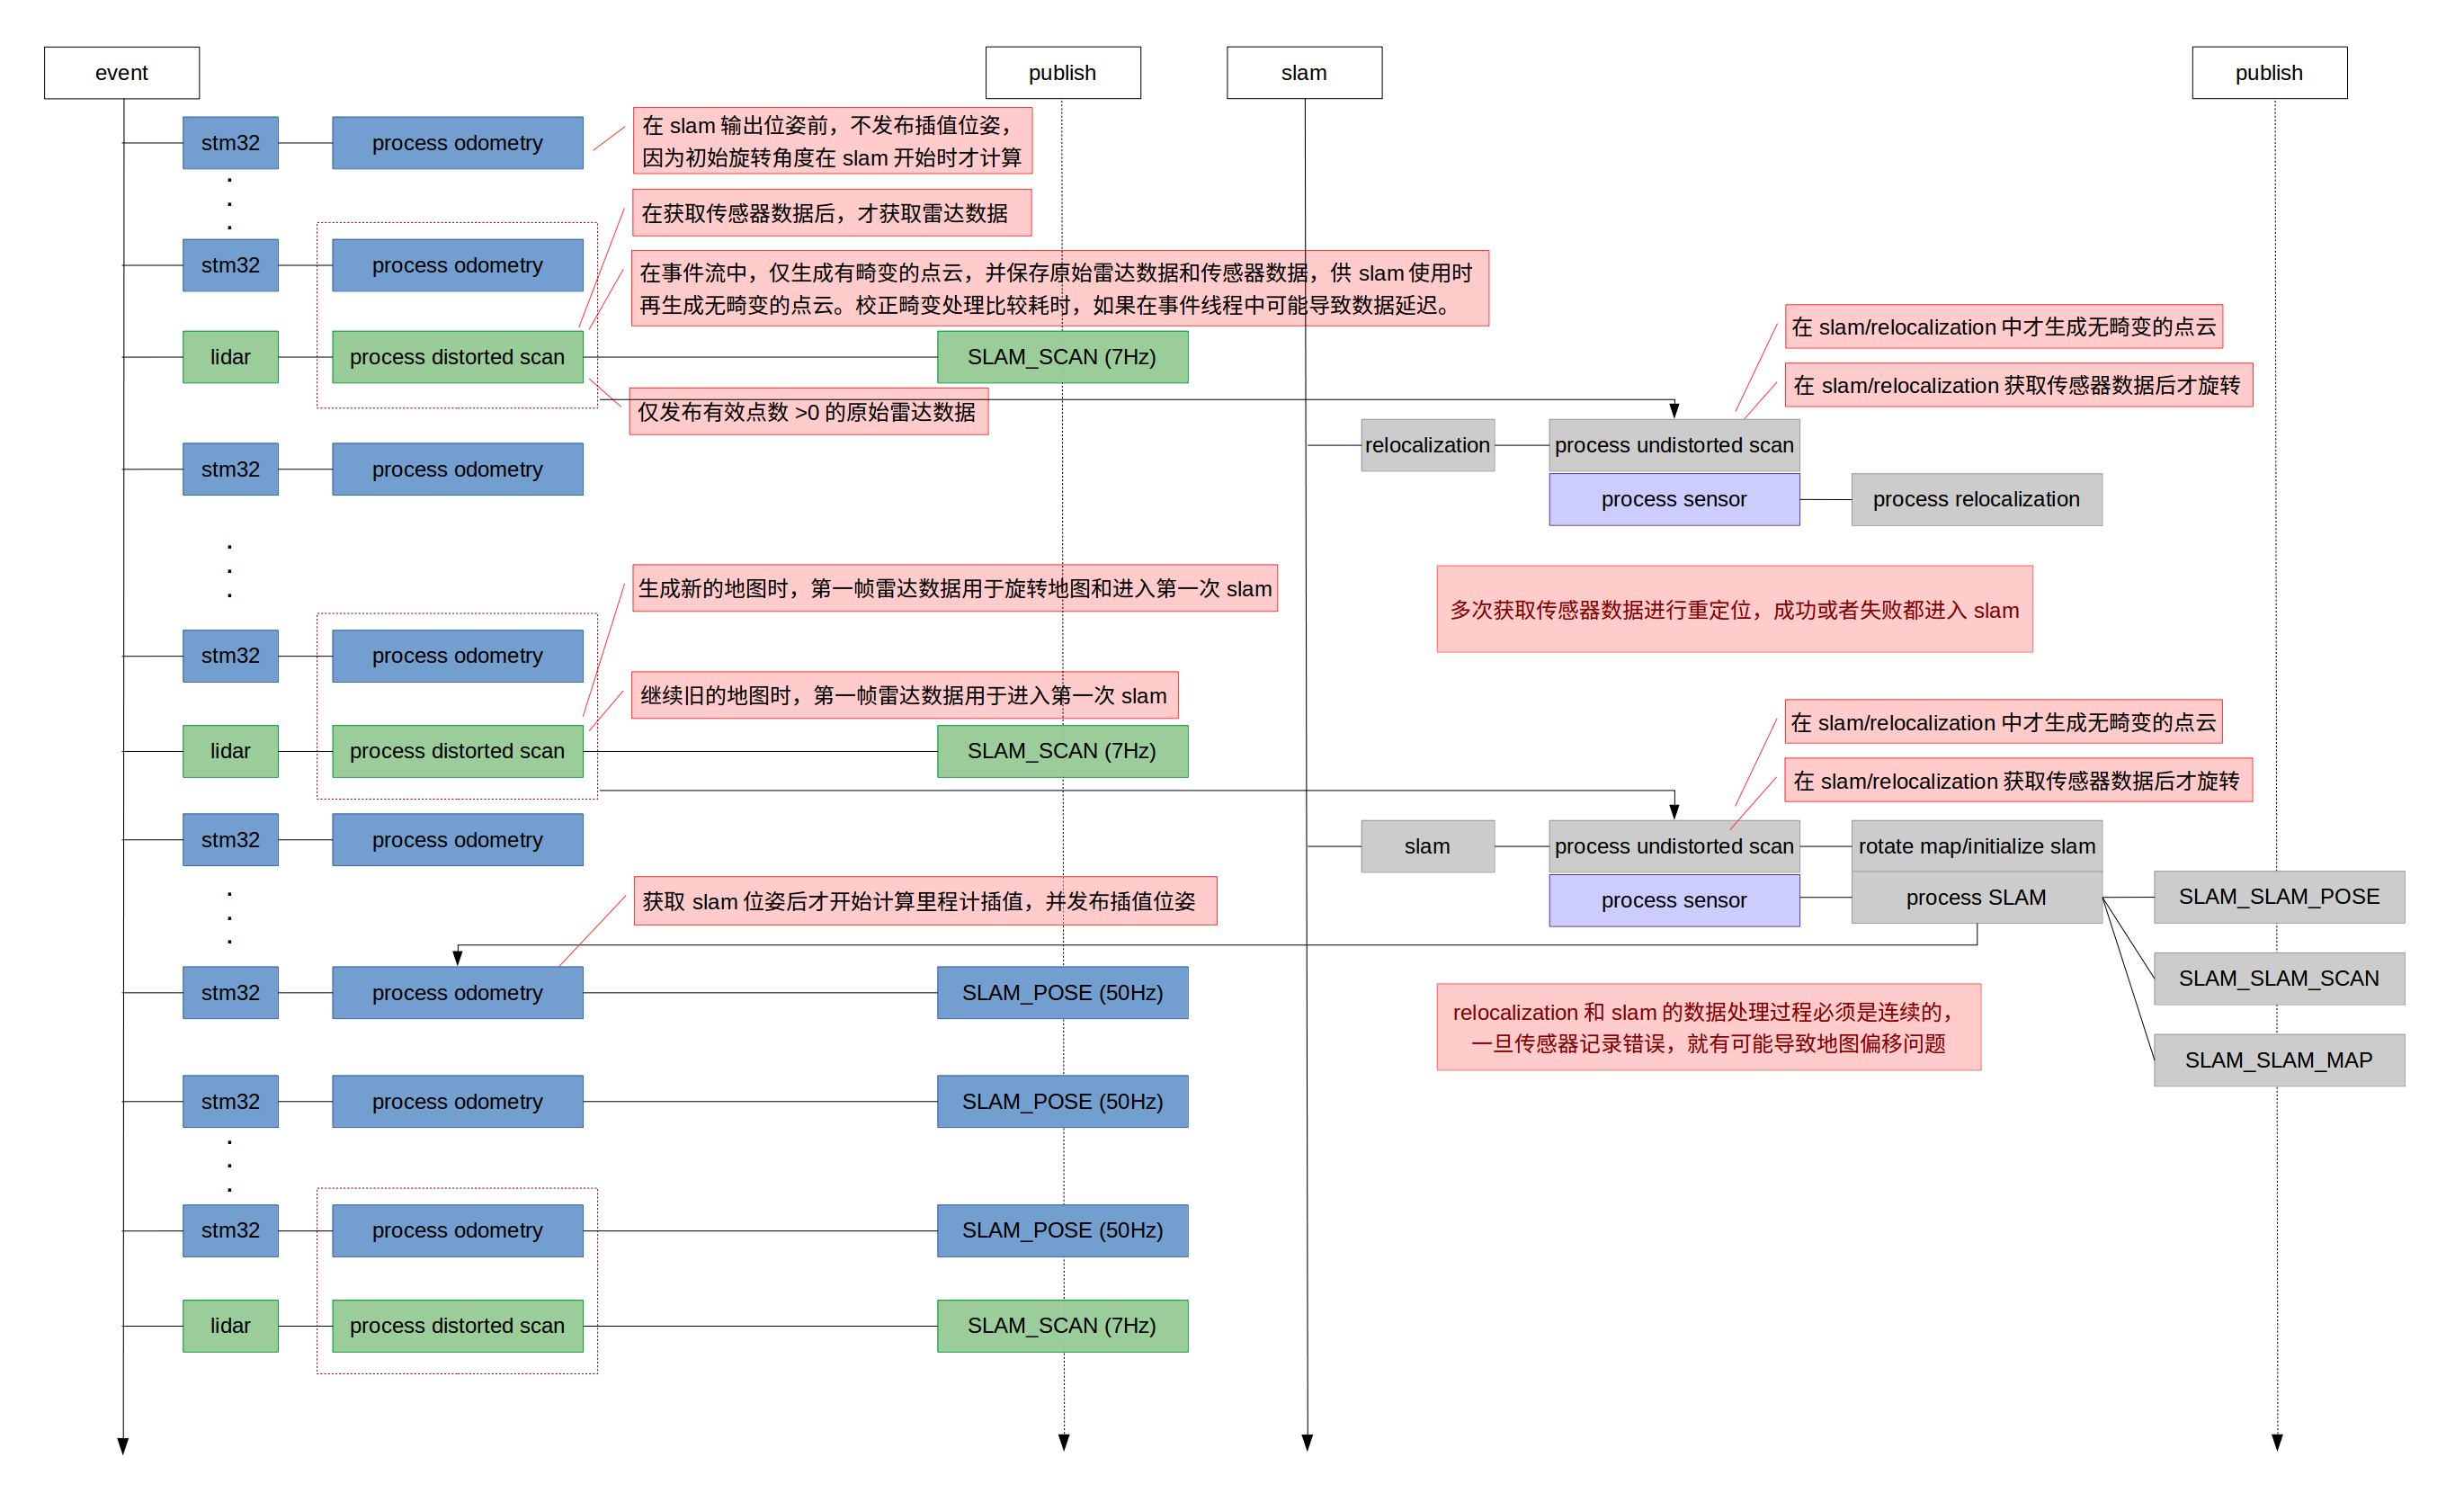 event
publish
slam
publish
stm32
process odometry
在 slam 输出位姿前，不发布插值位姿，
因为初始旋转角度在 slam 开始时才计算
在获取传感器数据后，才获取雷达数据
stm32
process odometry
在事件流中，仅生成有畸变的点云，并保存原始雷达数据和传感器数据，供 slam 使用时
再生成无畸变的点云。校正畸变处理比较耗时，如果在事件线程中可能导致数据延迟。
lidar
process distorted scan
SLAM_SCAN (7Hz)
在 slam/relocalization 中才生成无畸变的点云
在 slam/relocalization 获取传感器数据后才旋转
仅发布有效点数 >0 的原始雷达数据
relocalization
process undistorted scan
stm32
process odometry
process sensor
process relocalization
生成新的地图时，第一帧雷达数据用于旋转地图和进入第一次 slam
多次获取传感器数据进行重定位，成功或者失败都进入 slam
stm32
process odometry
继续旧的地图时，第一帧雷达数据用于进入第一次 slam
在 slam/relocalization 中才生成无畸变的点云
lidar
process distorted scan
SLAM_SCAN (7Hz)
在 slam/relocalization 获取传感器数据后才旋转
stm32
process odometry
slam
process undistorted scan
rotate map/initialize slam
获取 slam 位姿后才开始计算里程计插值，并发布插值位姿
process sensor
process SLAM
SLAM_SLAM_POSE
stm32
process odometry
SLAM_POSE (50Hz)
SLAM_SLAM_SCAN
relocalization 和 slam 的数据处理过程必须是连续的，
一旦传感器记录错误，就有可能导致地图偏移问题
SLAM_SLAM_MAP
stm32
process odometry
SLAM_POSE (50Hz)
stm32
process odometry
SLAM_POSE (50Hz)
lidar
process distorted scan
SLAM_SCAN (7Hz)